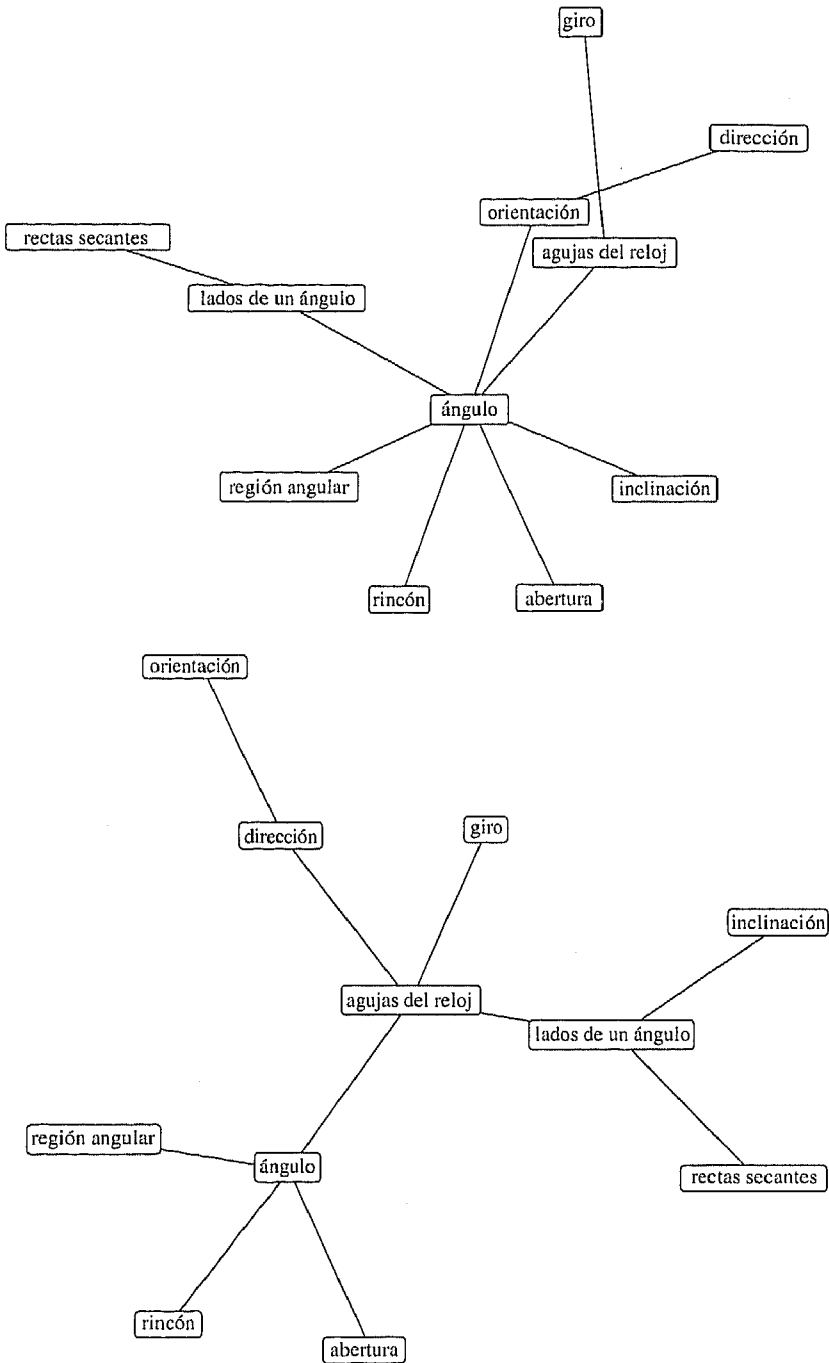 giro
dirección
orientación
rectas secantes
agujas del reloj
lados de un ángulo
ángulo
región angular
inclinación
rincón
abertura
orientación
dirección
giro
inclinación
agujas del reloj
lados de un ángulo
región angular
ángulo
rectas secantes
rincón
abertura